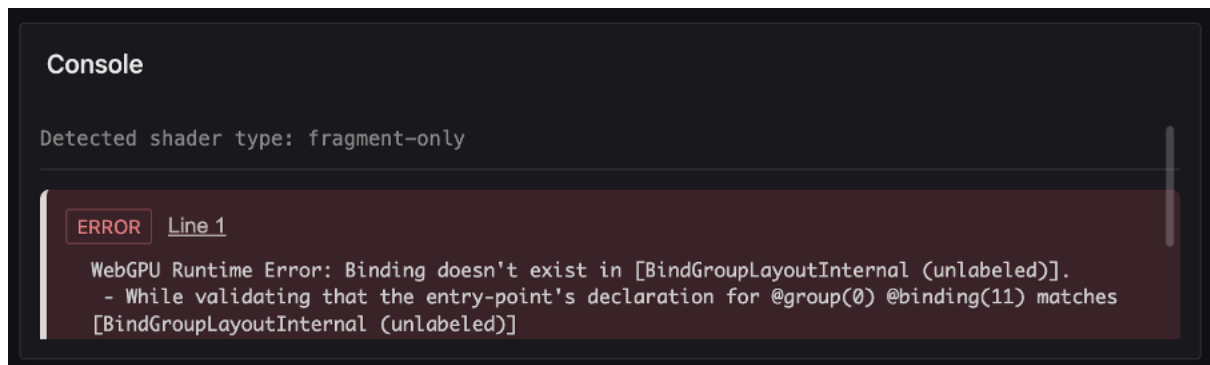 Console
Detected shader type: fragment-only
ERROR Line 1
WebGPU Runtime Error: Binding doesn't exist in [BindGroupLayoutInternal (unlabeled)].
- While validating that the entry-point's declaration for @group(0) @binding(11) matches
[BindGroupLayoutInternal (unlabeled)]